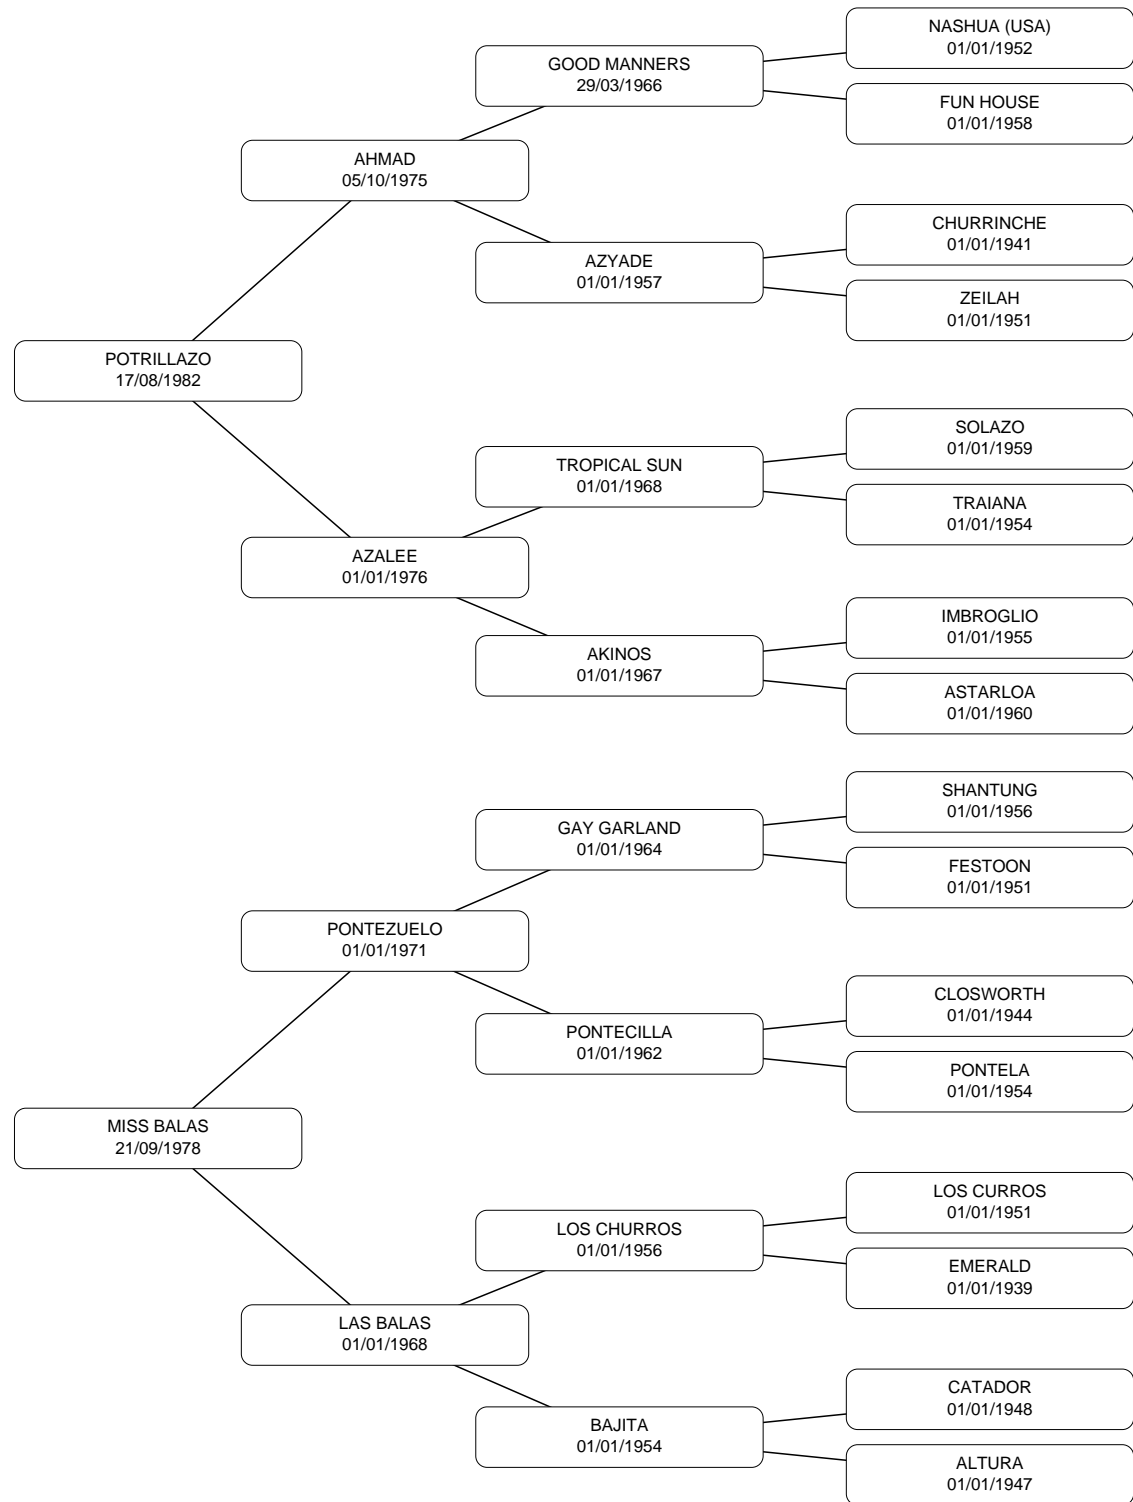 NASHUA (USA)
01/01/1952
GOOD MANNERS
29/03/1966
FUN HOUSE
01/01/1958
AHMAD
05/10/1975
CHURRINCHE
01/01/1941
AZYADE
01/01/1957
ZEILAH
01/01/1951
POTRILLAZO
17/08/1982
SOLAZO
01/01/1959
TROPICAL SUN
01/01/1968
TRAIANA
01/01/1954
AZALEE
01/01/1976
IMBROGLIO
01/01/1955
AKINOS
01/01/1967
ASTARLOA
01/01/1960
SHANTUNG
01/01/1956
GAY GARLAND
01/01/1964
FESTOON
01/01/1951
PONTEZUELO
01/01/1971
CLOSWORTH
01/01/1944
PONTECILLA
01/01/1962
PONTELA
01/01/1954
MISS BALAS
21/09/1978
LOS CURROS
01/01/1951
LOS CHURROS
01/01/1956
EMERALD
01/01/1939
LAS BALAS
01/01/1968
CATADOR
01/01/1948
BAJITA
01/01/1954
ALTURA
01/01/1947